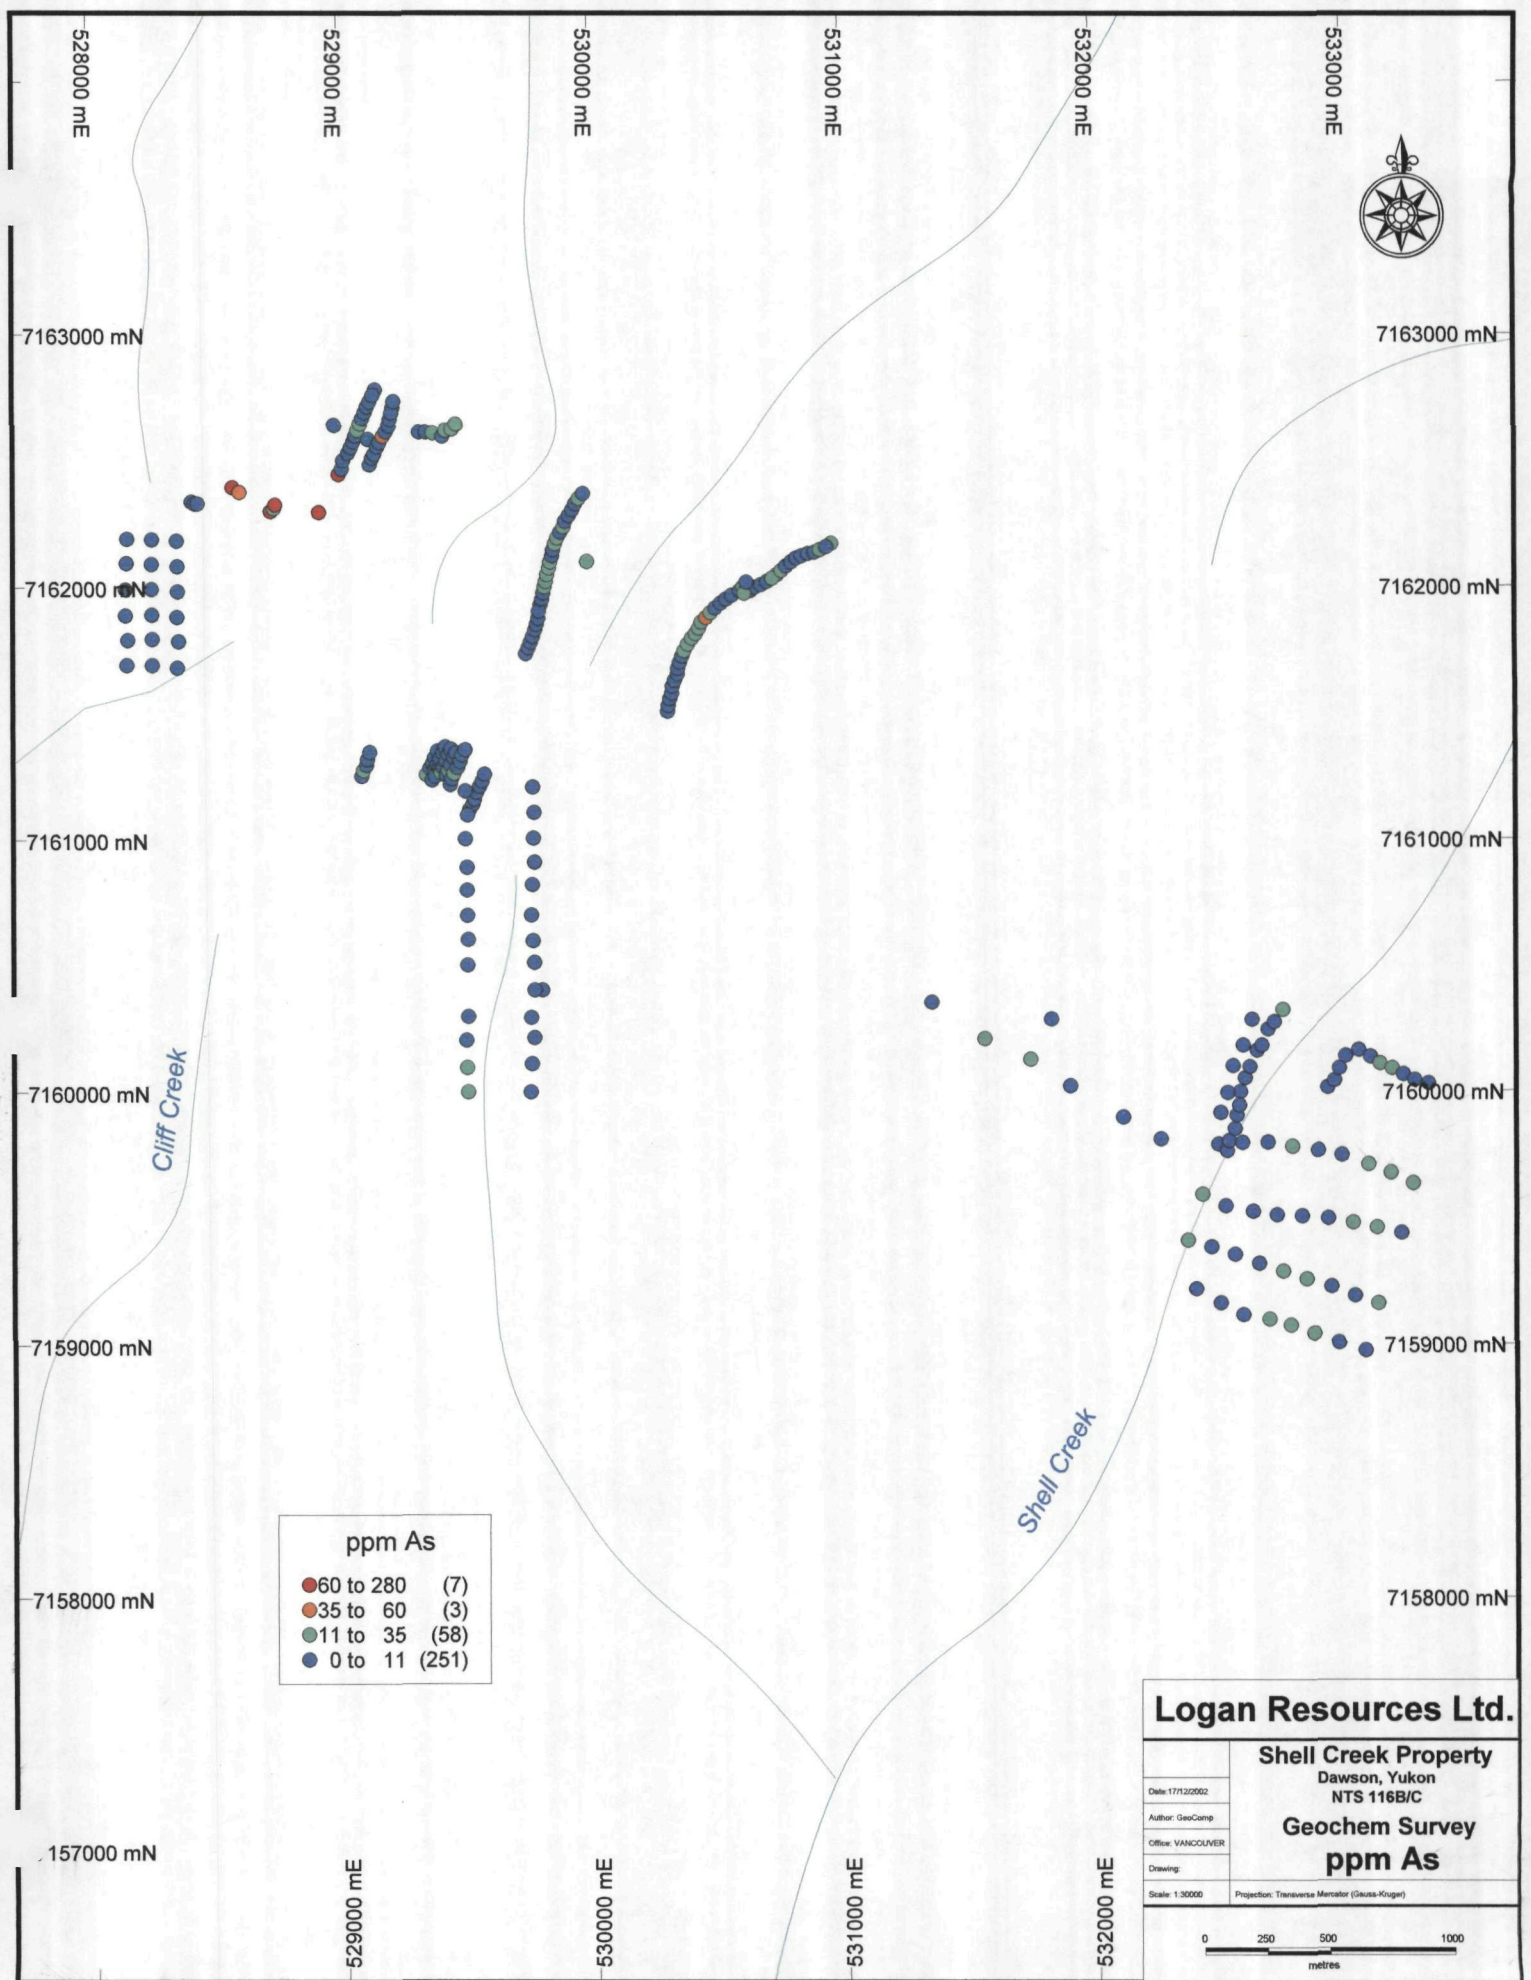 528000 mE
529000 mE
530000 mE
531000 mE
532000 mE
533000 mE
7163000 mN
7163000 mN
7162000 mN
7162000 mN
7161000 mN
7161000 mN
7160000 mN
7160000 mN
Cliff Creek
7159000 mN
7159000 mN
Shell Creek
ppm As
60 to 280 (7)
35 to 60 (3)
11 to 35 (58)
0 to 11 (251)
7158000 mN
7158000 mN
157000 mN
529000 mE
530000 mE
531000 mE
532000 mE
Logan Resources Ltd.
Shell Creek Property
Dawson, Yukon
NTS 116B/C
Date: 17/12/2002
Author: GeoComp
Geochem Survey
Office: VANCOUVER
ppm As
Drawing:
Scale: 1:30000
Projection: Transverse Mercator (Gauss-Kruger)
0 250 500 1000
metres